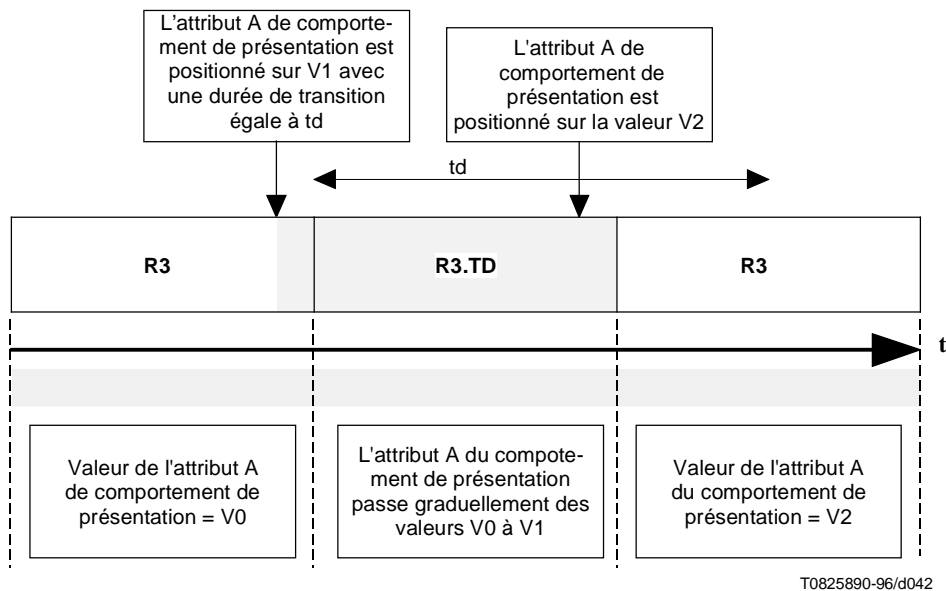 L'attribut A de comporte-
ment de présentation est
positionné sur V1 avec
une durée de transition
égale à td
L'attribut A de
comportement de
présentation est
positionné sur la valeur V2
td
R3
R3.TD
R3
t
Valeur de l'attribut A
de comportement de
présentation = V0
L'attribut A du compote-
ment de présentation
passe graduellement des
valeurs V0 à V1
Valeur de l'attribut A
du comportement de
présentation = V2
T0825890-96/d042